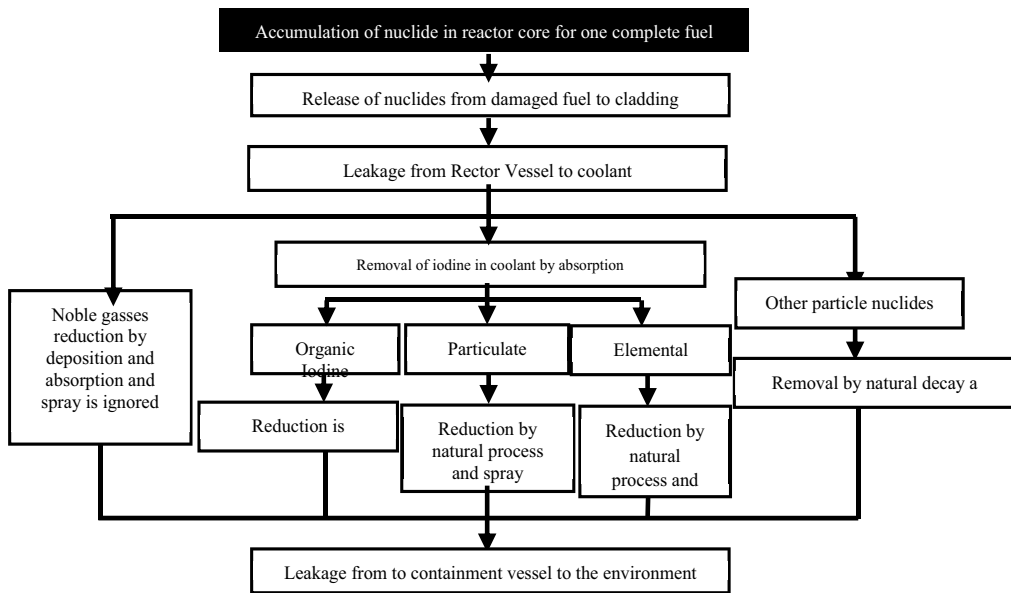 Accumulation of nuclide in reactor core for one complete fuel
Release of nuclides from damaged fuel to cladding
Leakage from Rector Vessel to coolant
Removal of iodine in coolant by absorption
Noble gasses
reduction by
deposition and
absorption and
spray is ignored
Organic
Iodine
Particulate
Elemental
Other particle nuclides
Reduction is
Reduction by
natural process
and spray
Reduction by
natural
process and
Removal by natural decay a
Leakage from to containment vessel to the environment